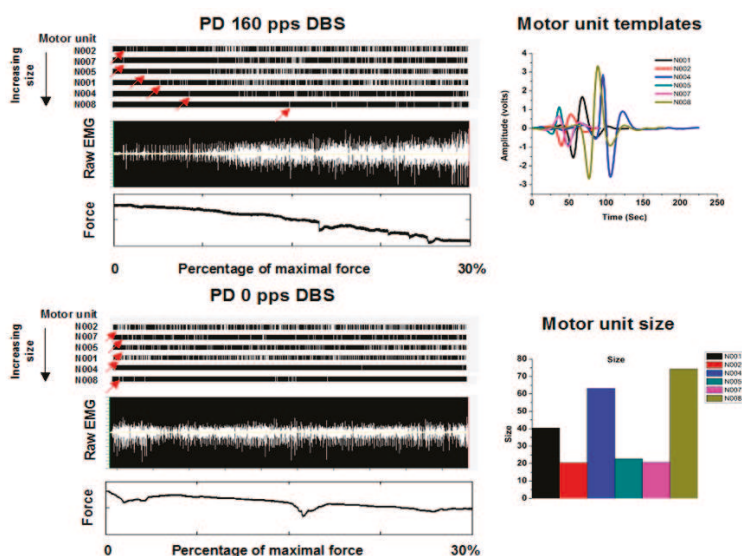 PD 160 pps DBS
Motor unit
Increasing size
N002
N007
N005
N001
N004
N008
Raw EMG
Force
0
Percentage of maximal force
30%
Motor unit templates
Amplitude (volts)
4
3
2
1
0
-1
-2
-3
0
50
100
150
200
250
Time (Sec)
N001
N002
N004
N005
N007
N008
PD 0 pps DBS
Motor unit
Increasing size
N002
N007
N005
N001
N004
N008
Raw EMG
Force
0
Percentage of maximal force
30%
Motor unit size
Size
Size
80
70
60
50
40
30
20
10
0
N001
N002
N004
N005
N007
N008